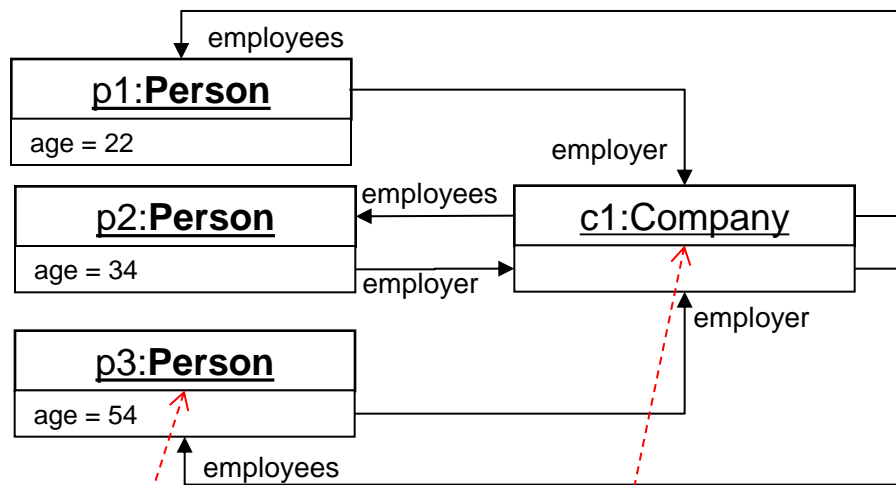 employees
p1:Person
age = 22
employer
employees
p2:Person
c1:Company
age = 34
employer
employer
p3:Person
age = 54
employees